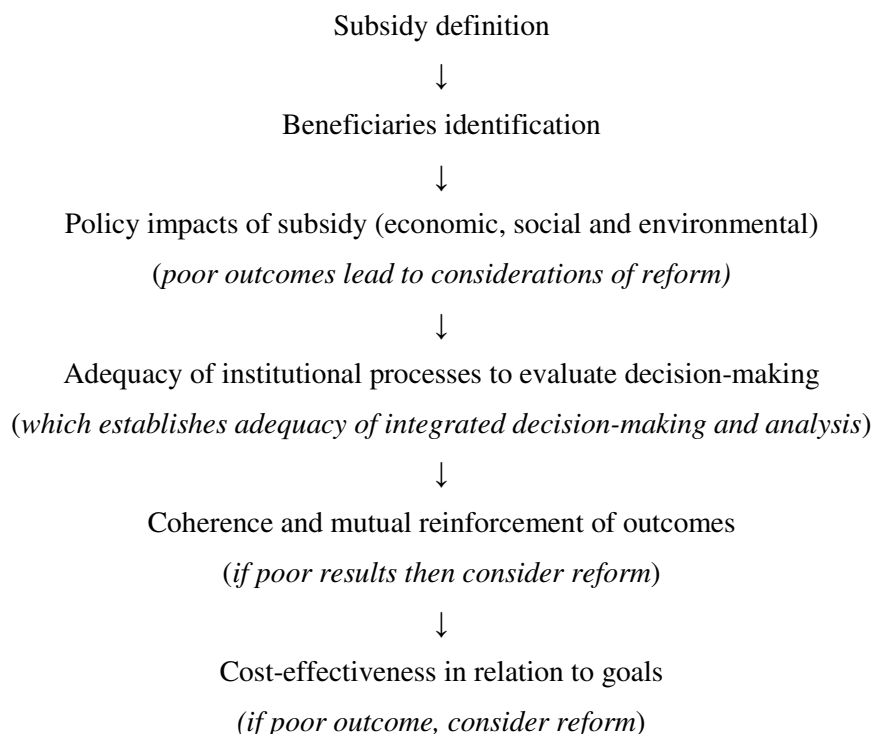 Subsidy definition
↓
Beneficiaries identification
↓
Policy impacts of subsidy (economic, social and environmental)
(poor outcomes lead to considerations of reform)
↓
Adequacy of institutional processes to evaluate decision-making
(which establishes adequacy of integrated decision-making and analysis)
↓
Coherence and mutual reinforcement of outcomes
(if poor results then consider reform)
↓
Cost-effectiveness in relation to goals
(if poor outcome, consider reform)